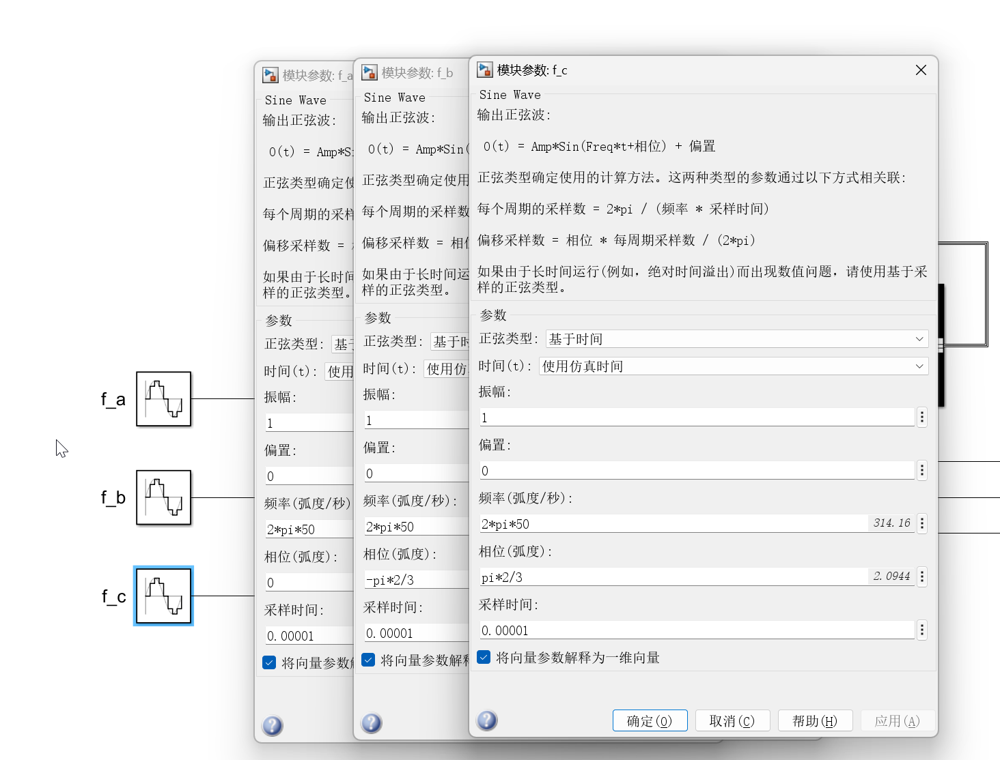 f_a
f_b
f_c
模块参数: f_a
Sine Wave
输出正弦波:
O(t) = Amp*S
正弦类型确定使
每个周期的采样
偏移采样数 =
如果由于长时间
样的正弦类型。
参数
正弦类型: 基于
时间(t): 使用
振幅:
1
偏置:
0
频率(弧度/秒)
2*pi*50
相位(弧度):
0
采样时间:
0.00001
将向量参数解
模块参数: f_b
Sine Wave
输出正弦波:
O(t) = Amp*Sin(
正弦类型确定使用
每个周期的采样数
偏移采样数 = 相位
如果由于长时间运
样的正弦类型。
参数
正弦类型: 基于时
时间(t): 使用仿
振幅:
1
偏置:
0
频率(弧度/秒):
2*pi*50
相位(弧度):
-pi*2/3
采样时间:
0.00001
将向量参数解释
模块参数: f_c
Sine Wave
输出正弦波:
O(t) = Amp*Sin(Freq*t+相位) + 偏置
正弦类型确定使用的计算方法。这两种类型的参数通过以下方式相关联:
每个周期的采样数 = 2*pi / (频率 * 采样时间)
偏移采样数 = 相位 * 每周期采样数 / (2*pi)
如果由于长时间运行(例如，绝对时间溢出)而出现数值问题，请使用基于采
样的正弦类型。
参数
正弦类型: 基于时间
时间(t): 使用仿真时间
振幅:
1
偏置:
0
频率(弧度/秒):
2*pi*50 314.16
相位(弧度):
pi*2/3 2.0944
采样时间:
0.00001
将向量参数解释为一维向量
确定(O) 取消(C) 帮助(H) 应用(A)